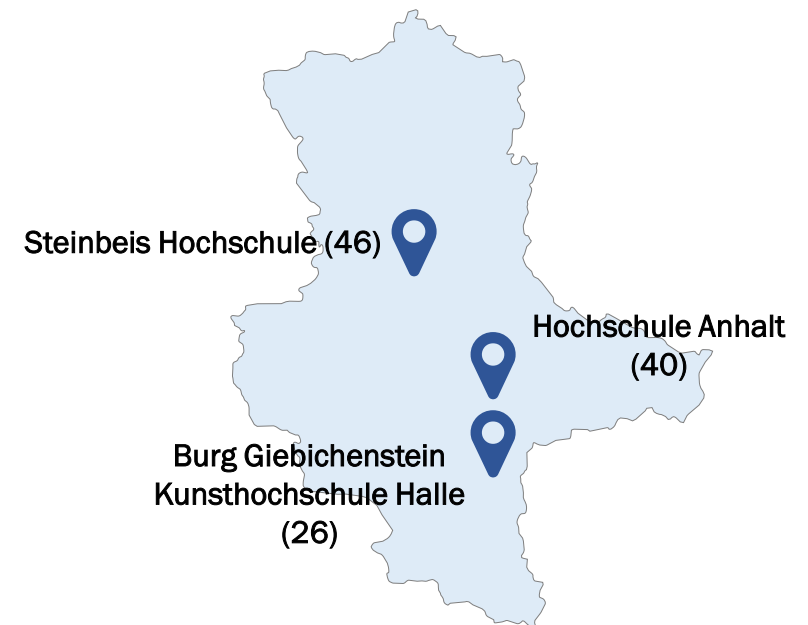 Steinbeis Hochschule (46)
Hochschule Anhalt
(40)
Burg Giebichenstein
Kunsthochschule Halle
(26)